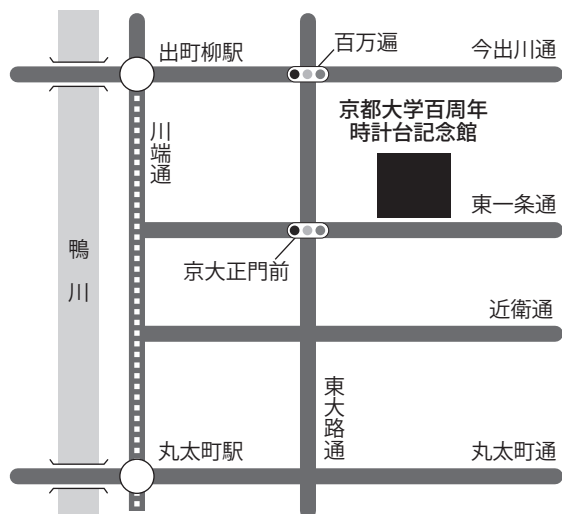 出町柳駅
百万遍
今出川通
川端通
京都大学百周年
時計台記念館
東一条通
京大正門前
鴨川
近衛通
東大路通
丸太町駅
丸太町通